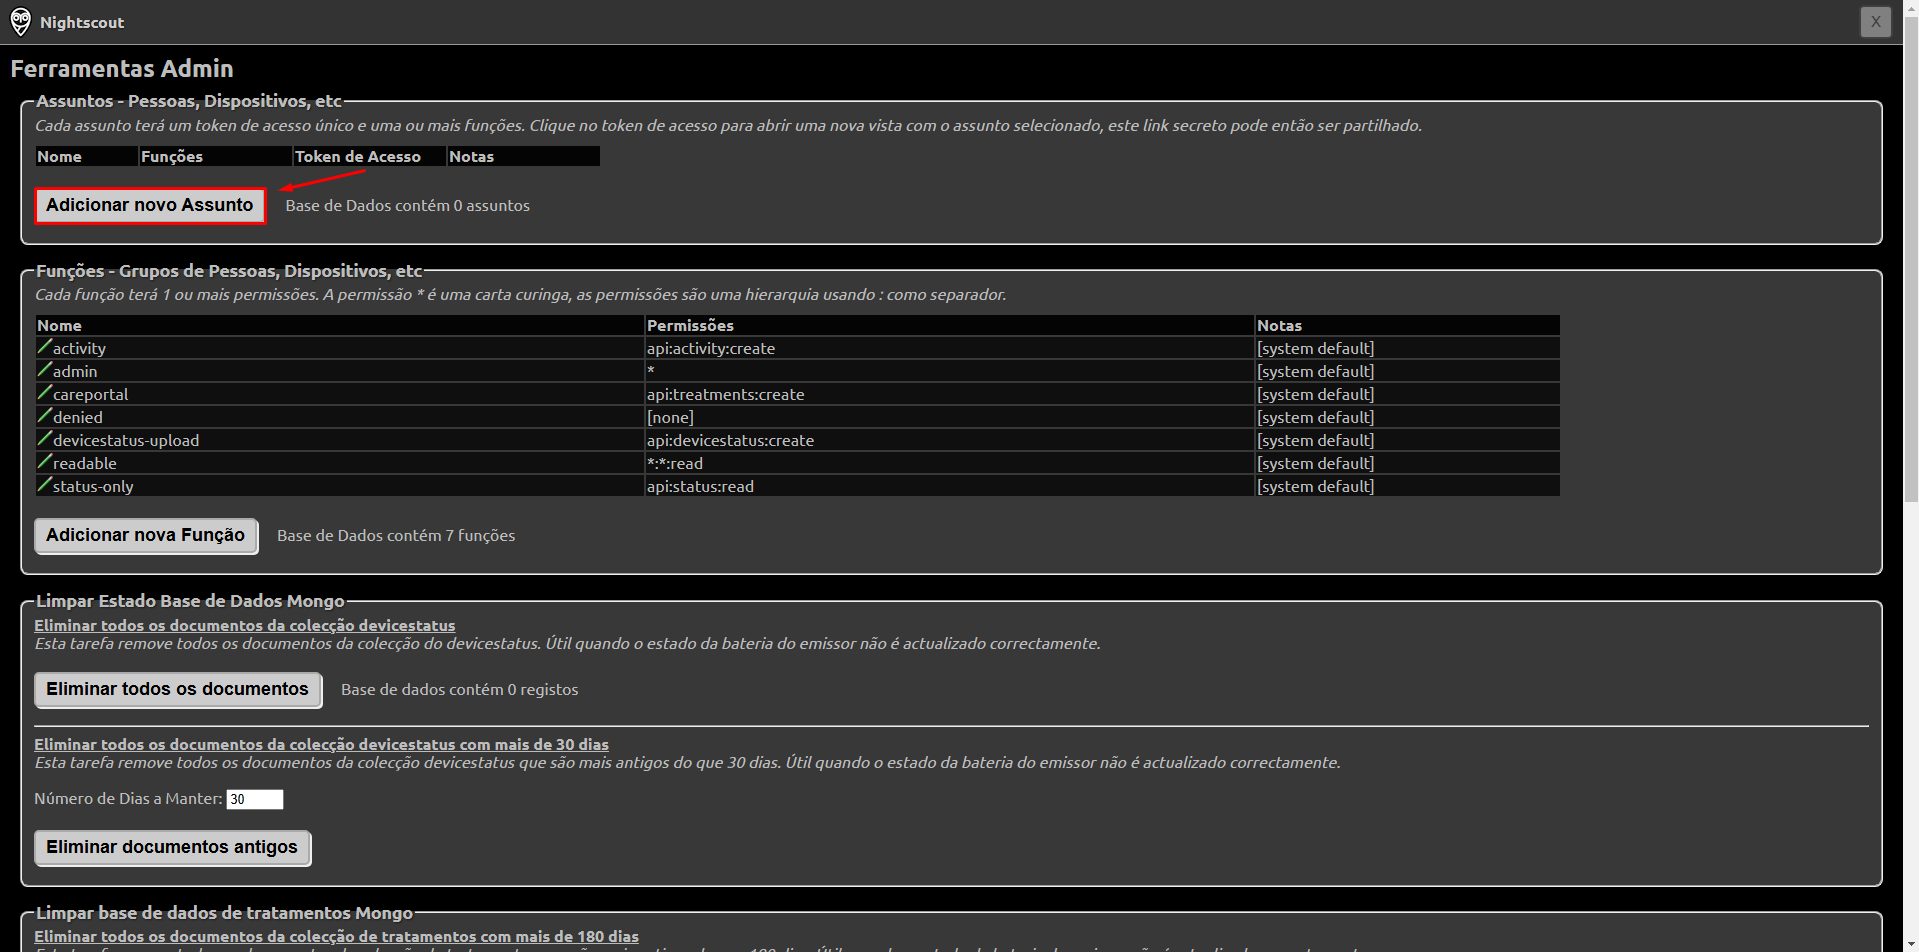 Nightscout
X
Ferramentas Admin
Assuntos - Pessoas, Dispositivos, etc
Cada assunto terá um token de acesso único e uma ou mais funções. Clique no token de acesso para abrir uma nova vista com o assunto selecionado, este link secreto pode então ser partilhado.
Nome Funções Token de Acesso Notas
Adicionar novo Assunto Base de Dados contém 0 assuntos
Funções - Grupos de Pessoas, Dispositivos, etc
Cada função terá 1 ou mais permissões. A permissão * é uma carta curinga, as permissões são uma hierarquia usando : como separador.
Nome Permissões Notas
activity api:activity:create [system default]
admin * [system default]
careportal api:treatments:create [system default]
denied [none] [system default]
devicestatus-upload api:devicestatus:create [system default]
readable *:*:read [system default]
status-only api:status:read [system default]
Adicionar nova Função Base de Dados contém 7 funções
Limpar Estado Base de Dados Mongo
Eliminar todos os documentos da colecção devicestatus
Esta tarefa remove todos os documentos da colecção do devicestatus. Útil quando o estado da bateria do emissor não é actualizado correctamente.
Eliminar todos os documentos Base de dados contém 0 registos
Eliminar todos os documentos da colecção devicestatus com mais de 30 dias
Esta tarefa remove todos os documentos da colecção devicestatus que são mais antigos do que 30 dias. Útil quando o estado da bateria do emissor não é actualizado correctamente.
Número de Dias a Manter: 30
Eliminar documentos antigos
Limpar base de dados de tratamentos Mongo
Eliminar todos os documentos da colecção de tratamentos com mais de 180 dias